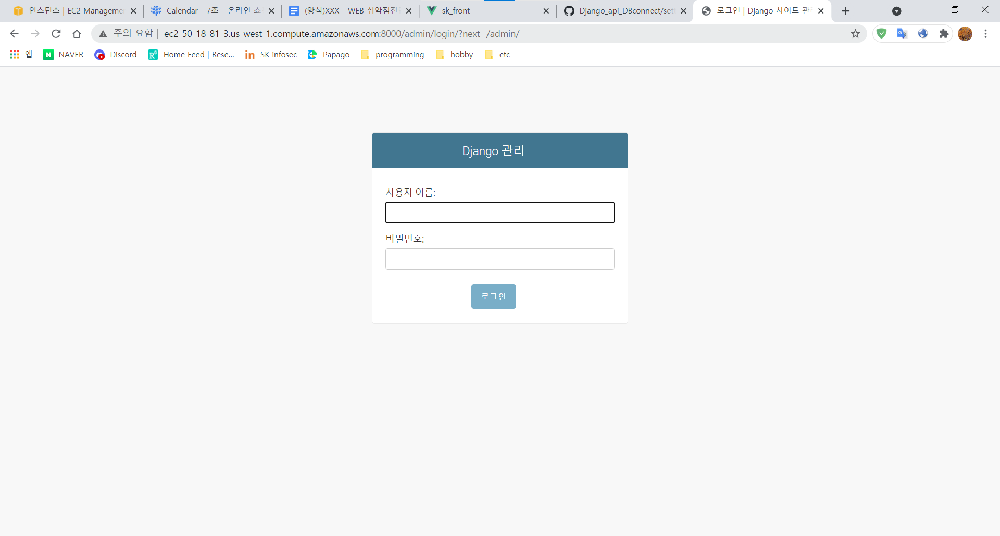 인스턴스 | EC2 Manageme
Calendar - 7조 - 온라인 쇼
(양식)XXX - WEB 취약점진
sk_front
Django_api_DBconnect/set
로그인 | Django 사이트 관
주의 요함 | ec2-50-18-81-3.us-west-1.compute.amazonaws.com:8000/admin/login/?next=/admin/
앱
NAVER
Discord
Home Feed | Rese...
SK infosec
Papago
programming
hobby
etc
Django 관리
사용자 이름:
비밀번호:
로그인